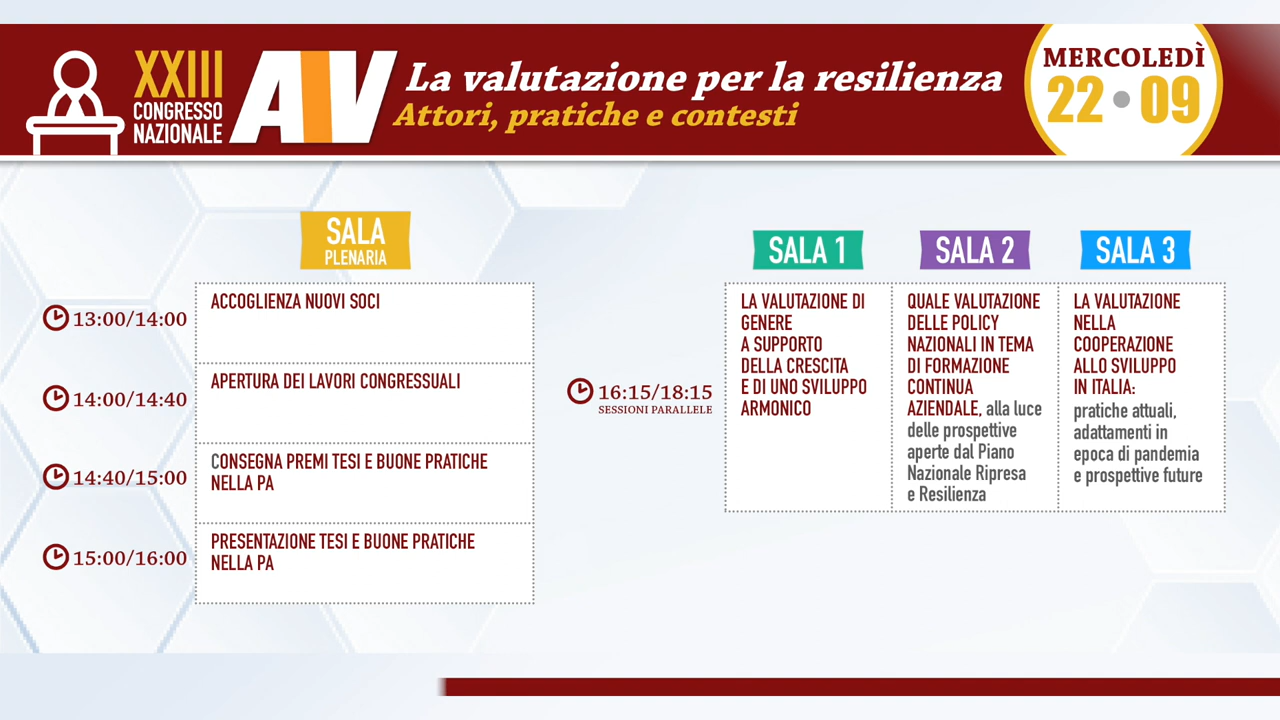 XXIII
CONGRESSO
NAZIONALE
AIV
La valutazione per la resilienza
Attori, pratiche e contesti
MERCOLEDÌ
22 • 09
SALA
PLENARIA
13:00/14:00
ACCOGLIENZA NUOVI SOCI
14:00/14:40
APERTURA DEI LAVORI CONGRESSUALI
14:40/15:00
CONSEGNA PREMI TESI E BUONE PRATICHE
NELLA PA
15:00/16:00
PRESENTAZIONE TESI E BUONE PRATICHE
NELLA PA
16:15/18:15
SESSIONI PARALLELE
SALA 1
LA VALUTAZIONE DI
GENERE
A SUPPORTO
DELLA CRESCITA
E DI UNO SVILUPPO
ARMONICO
SALA 2
QUALE VALUTAZIONE
DELLE POLICY
NAZIONALI IN TEMA
DI FORMAZIONE
CONTINUA
AZIENDALE, alla luce
delle prospettive
aperte dal Piano
Nazionale Ripresa
e Resilienza
SALA 3
LA VALUTAZIONE
NELLA
COOPERAZIONE
ALLO SVILUPPO
IN ITALIA:
pratiche attuali,
adattamenti in
epoca di pandemia
e prospettive future